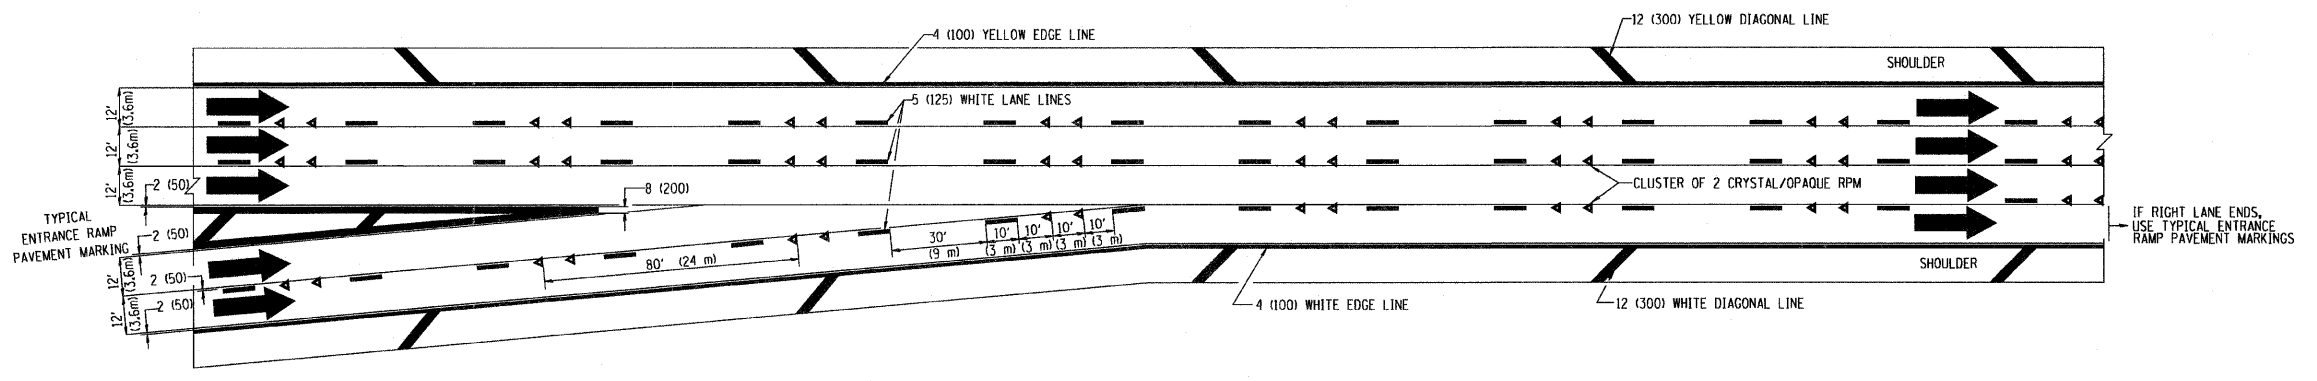 12 (300) YELLOW DIAGONAL LINE
4 (100) YELLOW EDGE LINE
SHOULDER
5 (125) WHITE LANE LINES
12'
(3.6m)
12'
(3.6m)
12'
(3.6m)
2 (50)
8 (200)
CLUSTER OF 2 CRYSTAL/OPAQUE RPM
TYPICAL
ENTRANCE RAMP
PAVEMENT MARKING
2 (50)
IF RIGHT LANE ENDS,
USE TYPICAL ENTRANCE
RAMP PAVEMENT MARKINGS
30'
(9 m)
10'
(3 m)
10'
(3 m)
10'
(3 m)
10'
(3 m)
80' (24 m)
SHOULDER
12'
(3.6m)
2 (50)
12'
(3.6m)
2 (50)
4 (100) WHITE EDGE LINE
12 (300) WHITE DIAGONAL LINE